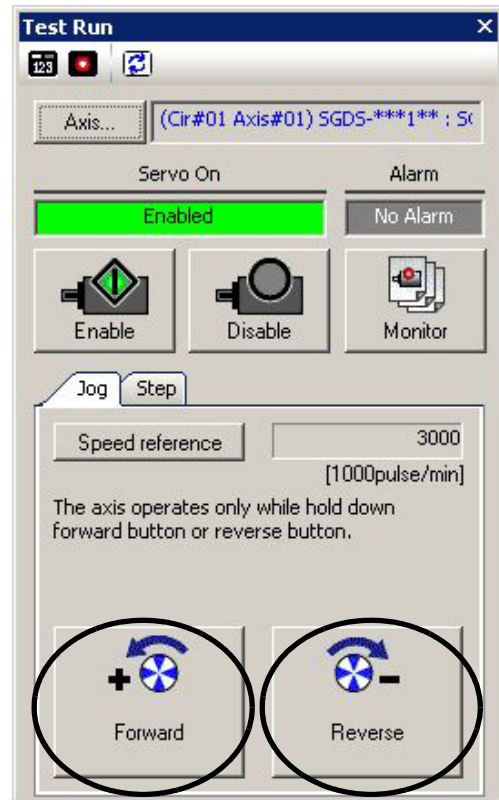 Test Run
123
Axis...
(Cir#01 Axis#01) SGDS-***1** :
Servo On
Alarm
Enabled
No Alarm
Enable
Disable
Monitor
Jog
Step
Speed reference
3000
[1000pulse/min]
The axis operates only while hold down
forward button or reverse button.
+
-
Forward
Reverse